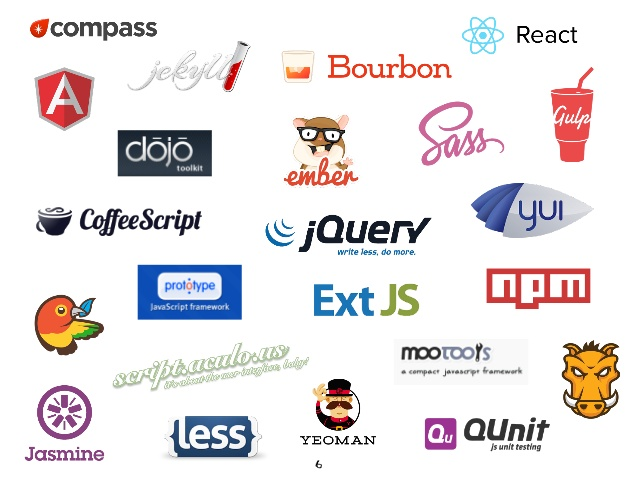 compass
React
jekyll
Bourbon
A
Gulp
dōjō
toolkit
ember
Sass
CoffeeScript
jQuery
write less, do more.
yui
prototype
JavaScript framework
Ext JS
npm
script.aculo.us
it's about the user interface, baby!
mootools
a compact javascript framework
Jasmine
{less}
YEOMAN
Qu
QUnit
js unit testing
6